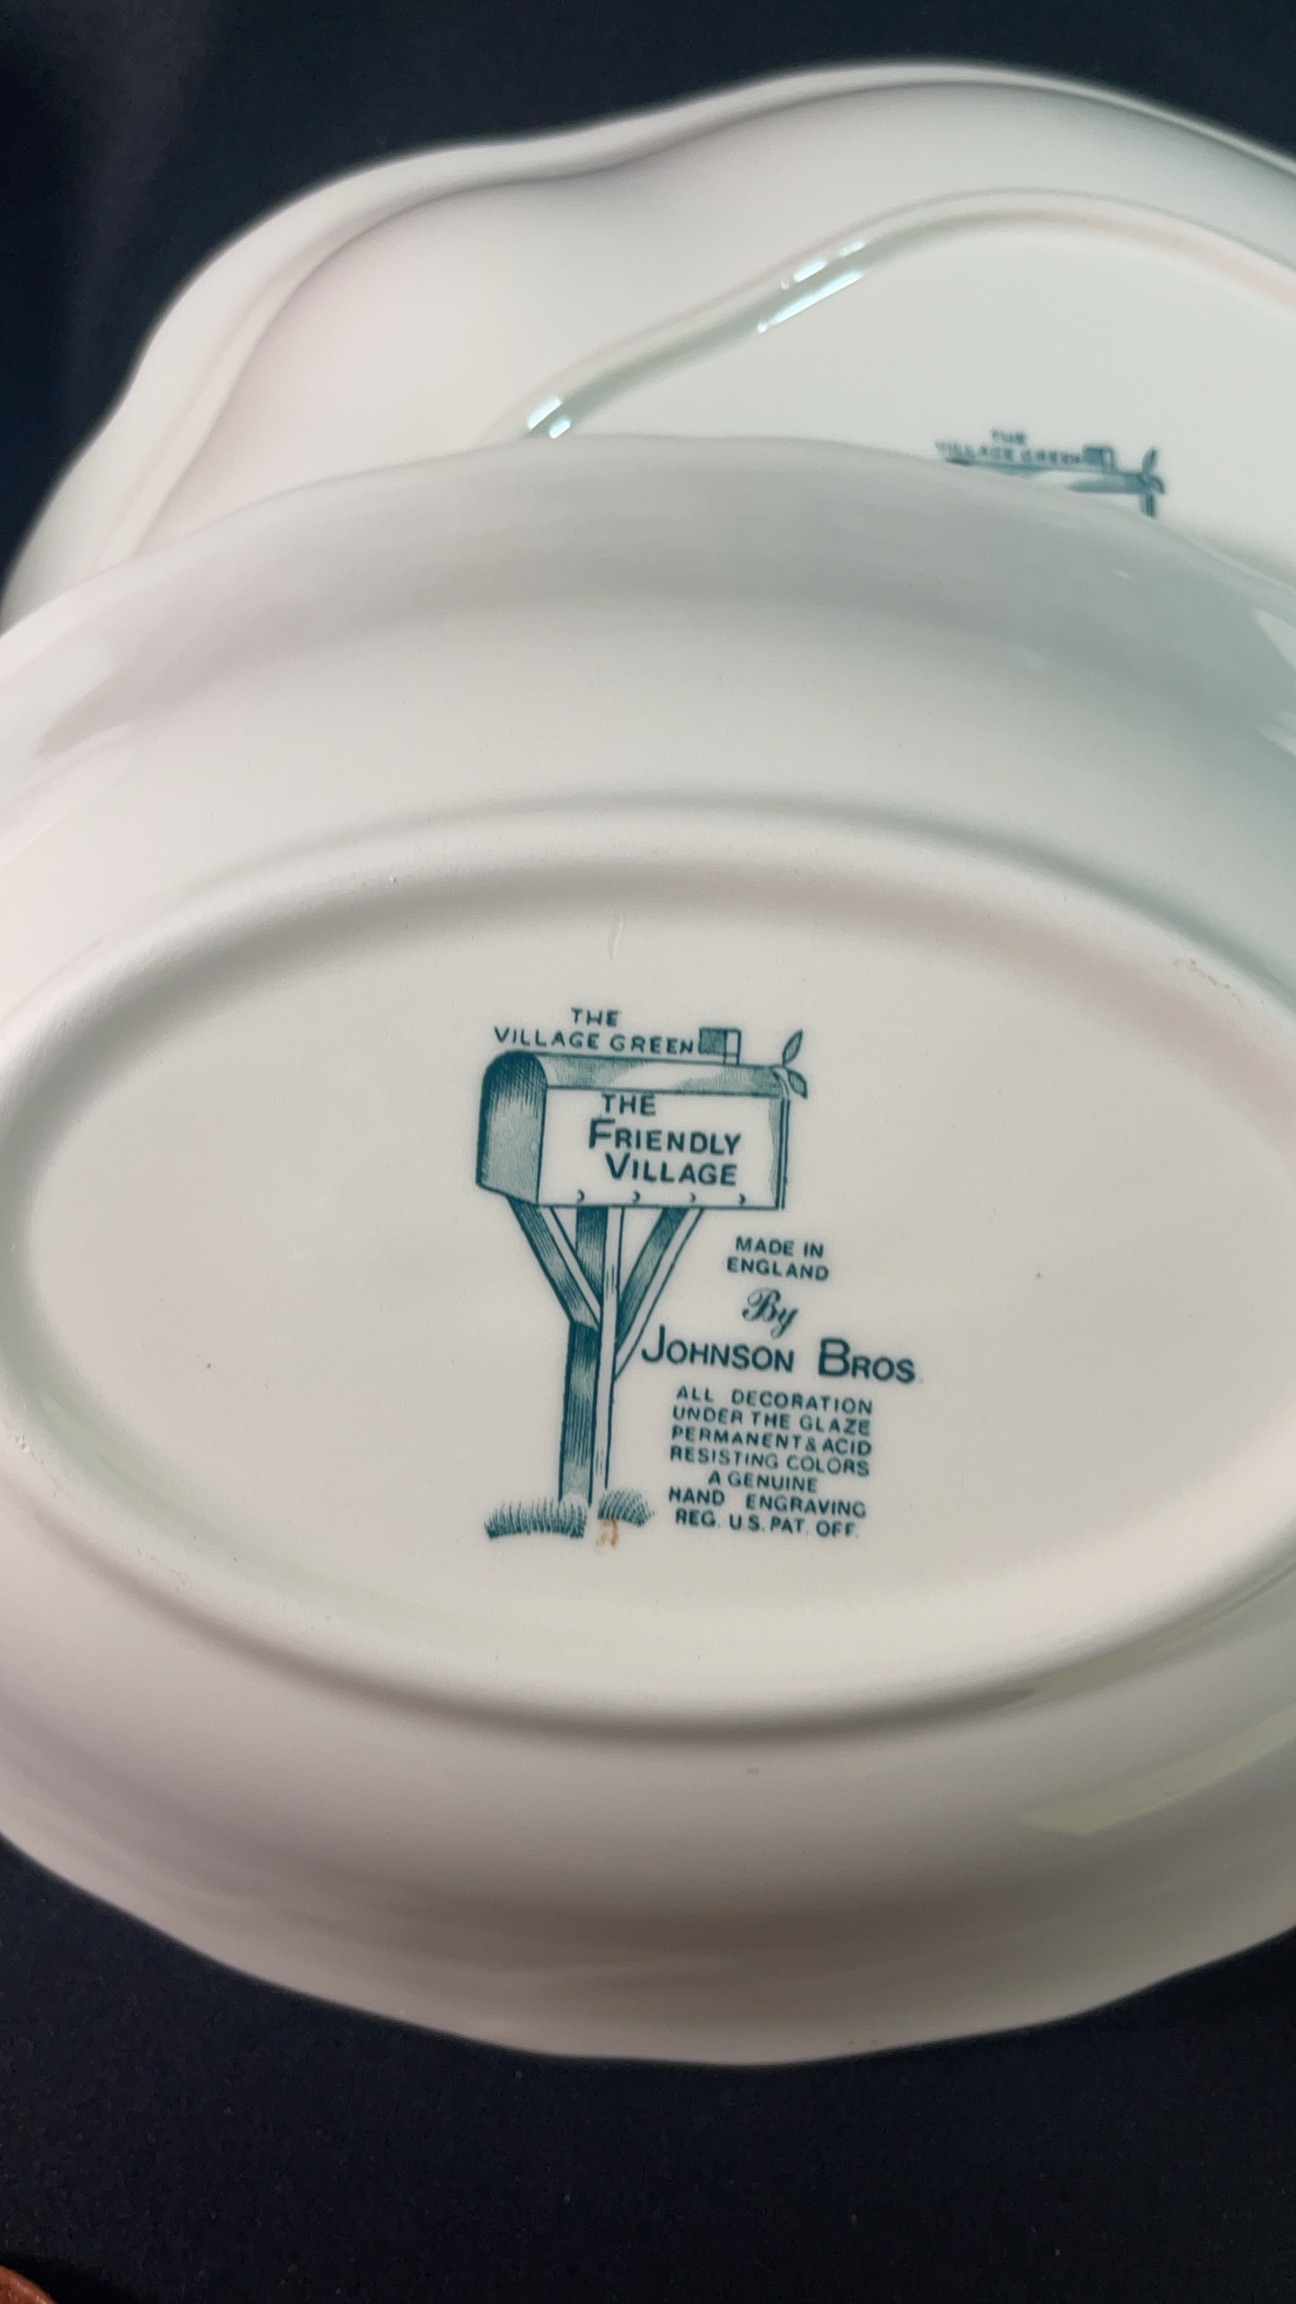 THE
VILLAGE GREEN
THE
VILLAGE GREEN
THE
FRIENDLY
VILLAGE
MADE IN
ENGLAND
By
JOHNSON BROS.
ALL DECORATION
UNDER THE GLAZE
PERMANENT & ACID
RESISTING COLORS
A GENUINE
HAND ENGRAVING
REG. U.S. PAT. OFF.